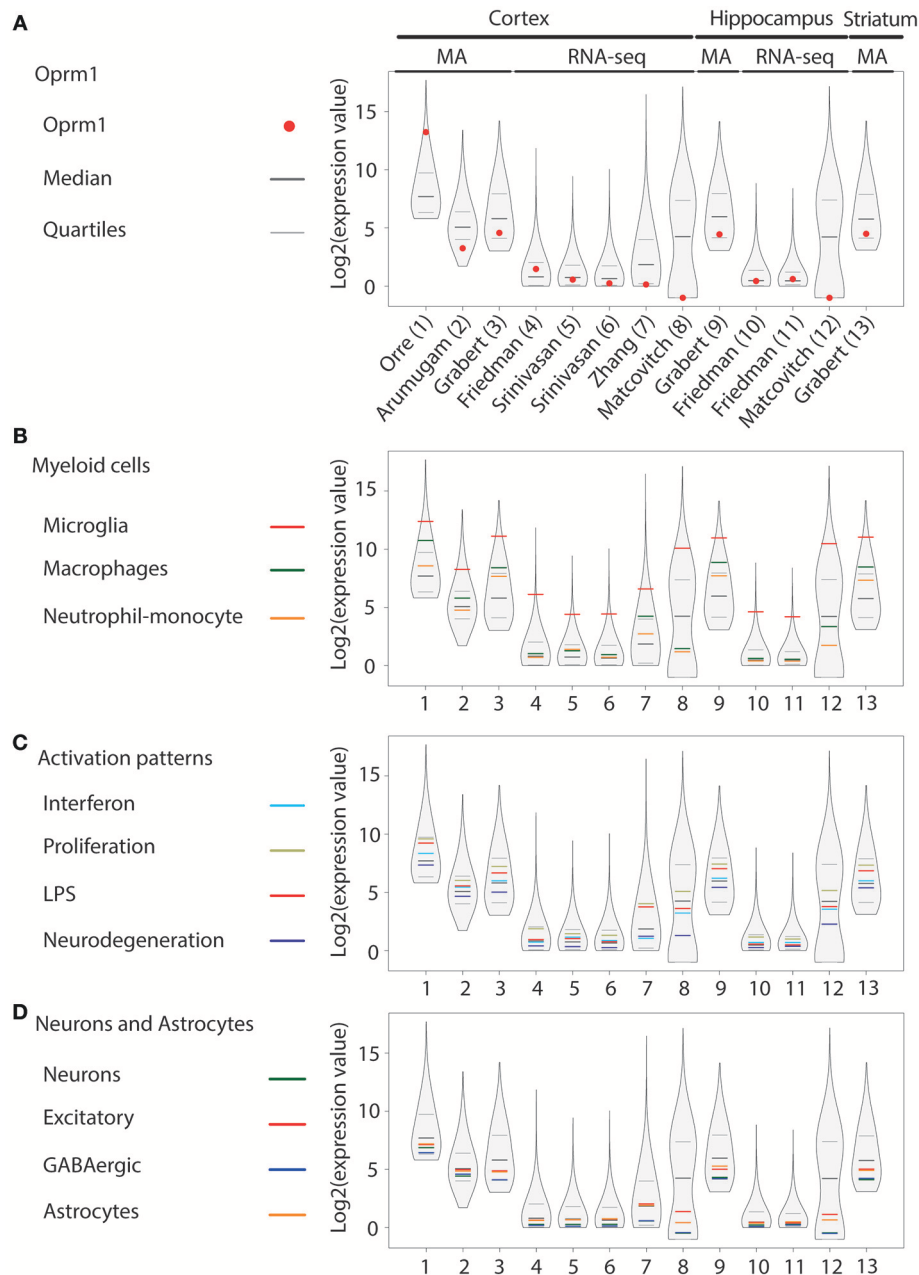 A
Cortex Hippocampus Striatum
MA RNA-seq MA RNA-seq MA
Oprm1
Oprm1
Median
Quartiles
Log2(expression value)
15
10
5
0
Orre (1)
Arumugam (2)
Grabert (3)
Friedman (4)
Srinivasan (5)
Srinivasan (6)
Zhang (7)
Matcovitch (8)
Grabert (9)
Friedman (10)
Friedman (11)
Matcovitch (12)
Grabert (13)
B
Myeloid cells
Microglia
Macrophages
Neutrophil-monocyte
Log2(expression value)
15
10
5
0
1 2 3 4 5 6 7 8 9 10 11 12 13
C
Activation patterns
Interferon
Proliferation
LPS
Neurodegeneration
Log2(expression value)
15
10
5
0
1 2 3 4 5 6 7 8 9 10 11 12 13
D
Neurons and Astrocytes
Neurons
Excitatory
GABAergic
Astrocytes
Log2(expression value)
15
10
5
0
1 2 3 4 5 6 7 8 9 10 11 12 13